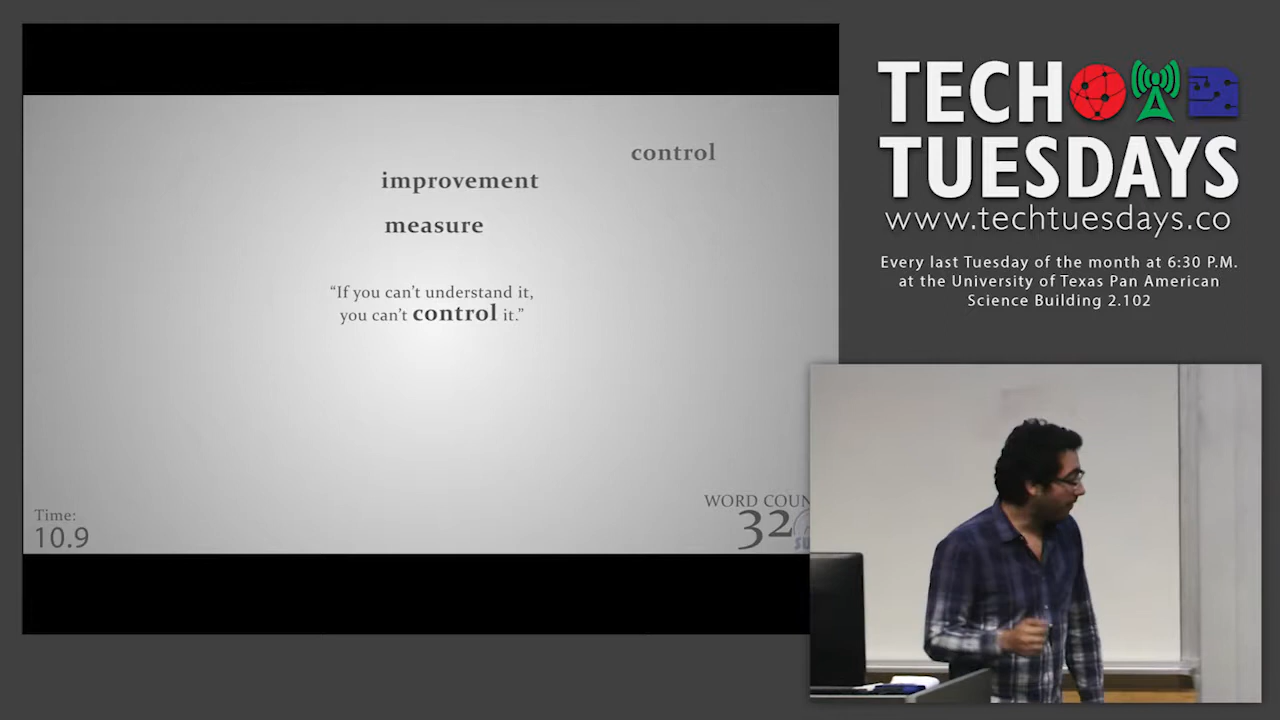 control
improvement
measure
“If you can’t understand it,
you can’t control it.”
Time:
10.9
WORD COUN
32
TECH
TUESDAYS
www.techtuesdays.co
Every last Tuesday of the month at 6:30 P.M.
at the University of Texas Pan American
Science Building 2.102